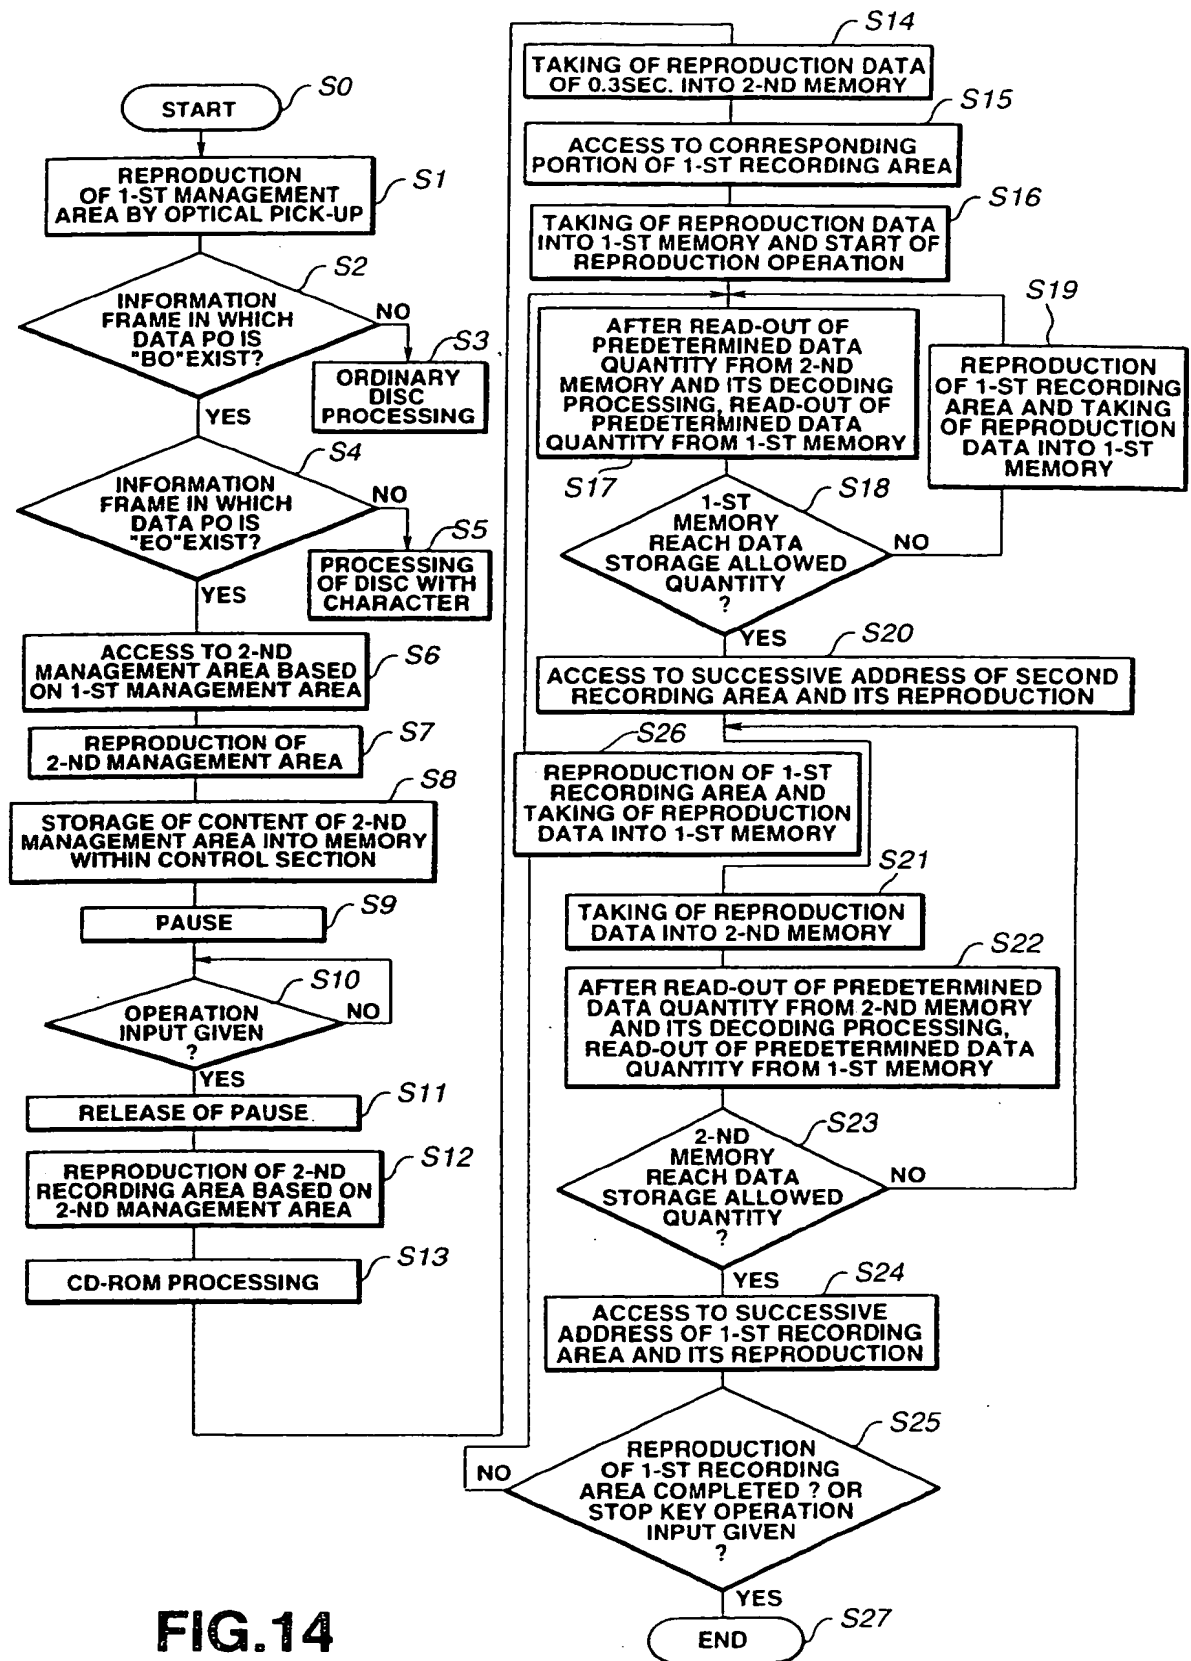 S0
START
S1
REPRODUCTION
OF 1-ST MANAGEMENT
AREA BY OPTICAL PICK-UP
S2
INFORMATION
FRAME IN WHICH
DATA PO IS
"BO"EXIST?
NO
YES
S3
ORDINARY
DISC
PROCESSING
S4
INFORMATION
FRAME IN WHICH
DATA PO IS
"EO"EXIST?
NO
YES
S5
PROCESSING
OF DISC WITH
CHARACTER
S6
ACCESS TO 2-ND
MANAGEMENT AREA BASED
ON 1-ST MANAGEMENT AREA
S7
REPRODUCTION OF
2-ND MANAGEMENT AREA
S8
STORAGE OF CONTENT OF 2-ND
MANAGEMENT AREA INTO MEMORY
WITHIN CONTROL SECTION
S9
PAUSE
S10
OPERATION
INPUT GIVEN
?
NO
YES
S11
RELEASE OF PAUSE
S12
REPRODUCTION OF 2-ND
RECORDING AREA BASED ON
2-ND MANAGEMENT AREA
S13
CD-ROM PROCESSING
S14
TAKING OF REPRODUCTION DATA
OF 0.3SEC. INTO 2-ND MEMORY
S15
ACCESS TO CORRESPONDING
PORTION OF 1-ST RECORDING AREA
S16
TAKING OF REPRODUCTION DATA
INTO 1-ST MEMORY AND START OF
REPRODUCTION OPERATION
S17
AFTER READ-OUT OF
PREDETERMINED DATA
QUANTITY FROM 2-ND
MEMORY AND ITS DECODING
PROCESSING, READ-OUT OF
PREDETERMINED DATA
QUANTITY FROM 1-ST MEMORY
S18
1-ST
MEMORY
REACH DATA
STORAGE ALLOWED
QUANTITY
?
NO
YES
S19
REPRODUCTION
OF 1-ST RECORDING
AREA AND TAKING
OF REPRODUCTION
DATA INTO 1-ST
MEMORY
S20
ACCESS TO SUCCESSIVE ADDRESS OF SECOND
RECORDING AREA AND ITS REPRODUCTION
S26
REPRODUCTION OF 1-ST
RECORDING AREA AND
TAKING OF REPRODUCTION
DATA INTO 1-ST MEMORY
S21
TAKING OF REPRODUCTION
DATA INTO 2-ND MEMORY
S22
AFTER READ-OUT OF PREDETERMINED
DATA QUANTITY FROM 2-ND MEMORY
AND ITS DECODING PROCESSING,
READ-OUT OF PREDETERMINED DATA
QUANTITY FROM 1-ST MEMORY
S23
2-ND
MEMORY
REACH DATA
STORAGE ALLOWED
QUANTITY
?
NO
YES
S24
ACCESS TO SUCCESSIVE
ADDRESS OF 1-ST RECORDING
AREA AND ITS REPRODUCTION
S25
REPRODUCTION
OF 1-ST RECORDING
AREA COMPLETED ? OR
STOP KEY OPERATION
INPUT GIVEN
?
NO
YES
S27
END
FIG.14